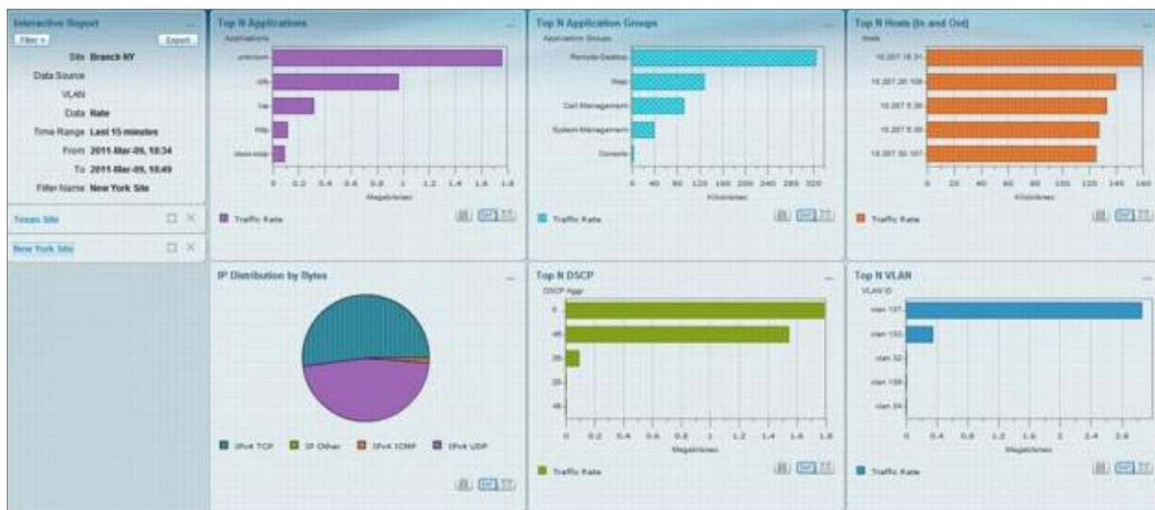 Interactive Report
Filter
Export
Site Branch NY
Data Source
VLAN
Data Rate
Time Range Last 15 minutes
From 2011-Mar-09, 18:34
To 2011-Mar-09, 18:49
Filter Name New York Site
Texas Site
New York Site
Top N Applications
Applications
unknown
http
0 0.2 0.4 0.6 0.8 1 1.2 1.4 1.6 1.8
Megabits/sec
Traffic Rate
Top N Application Groups
Application Groups
Remote-Desktop
Web
Call-Management
System-Management
Console
0 40 80 120 160 200 240 280 320
Kilobits/sec
Traffic Rate
Top N Hosts (In and Out)
Hosts
0 20 40 60 80 100 120 140 160
Kilobits/sec
Traffic Rate
IP Distribution by Bytes
IPv4 TCP
IP Other
IPv4 ICMP
IPv4 UDP
Top N DSCP
DSCP Aggr
0
46
0 0.2 0.4 0.6 0.8 1 1.2 1.4 1.6 1.8
Megabits/sec
Traffic Rate
Top N VLAN
VLAN ID
vlan 137
0 0.4 0.8 1.2 1.6 2 2.4 2.8
Megabits/sec
Traffic Rate